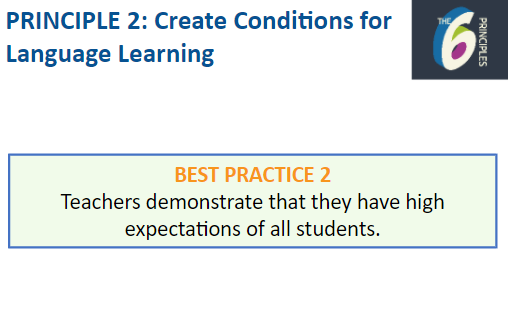 PRINCIPLE 2: Create Conditions for
Language Learning
THE
6
PRINCIPLES
BEST PRACTICE 2
Teachers demonstrate that they have high
expectations of all students.